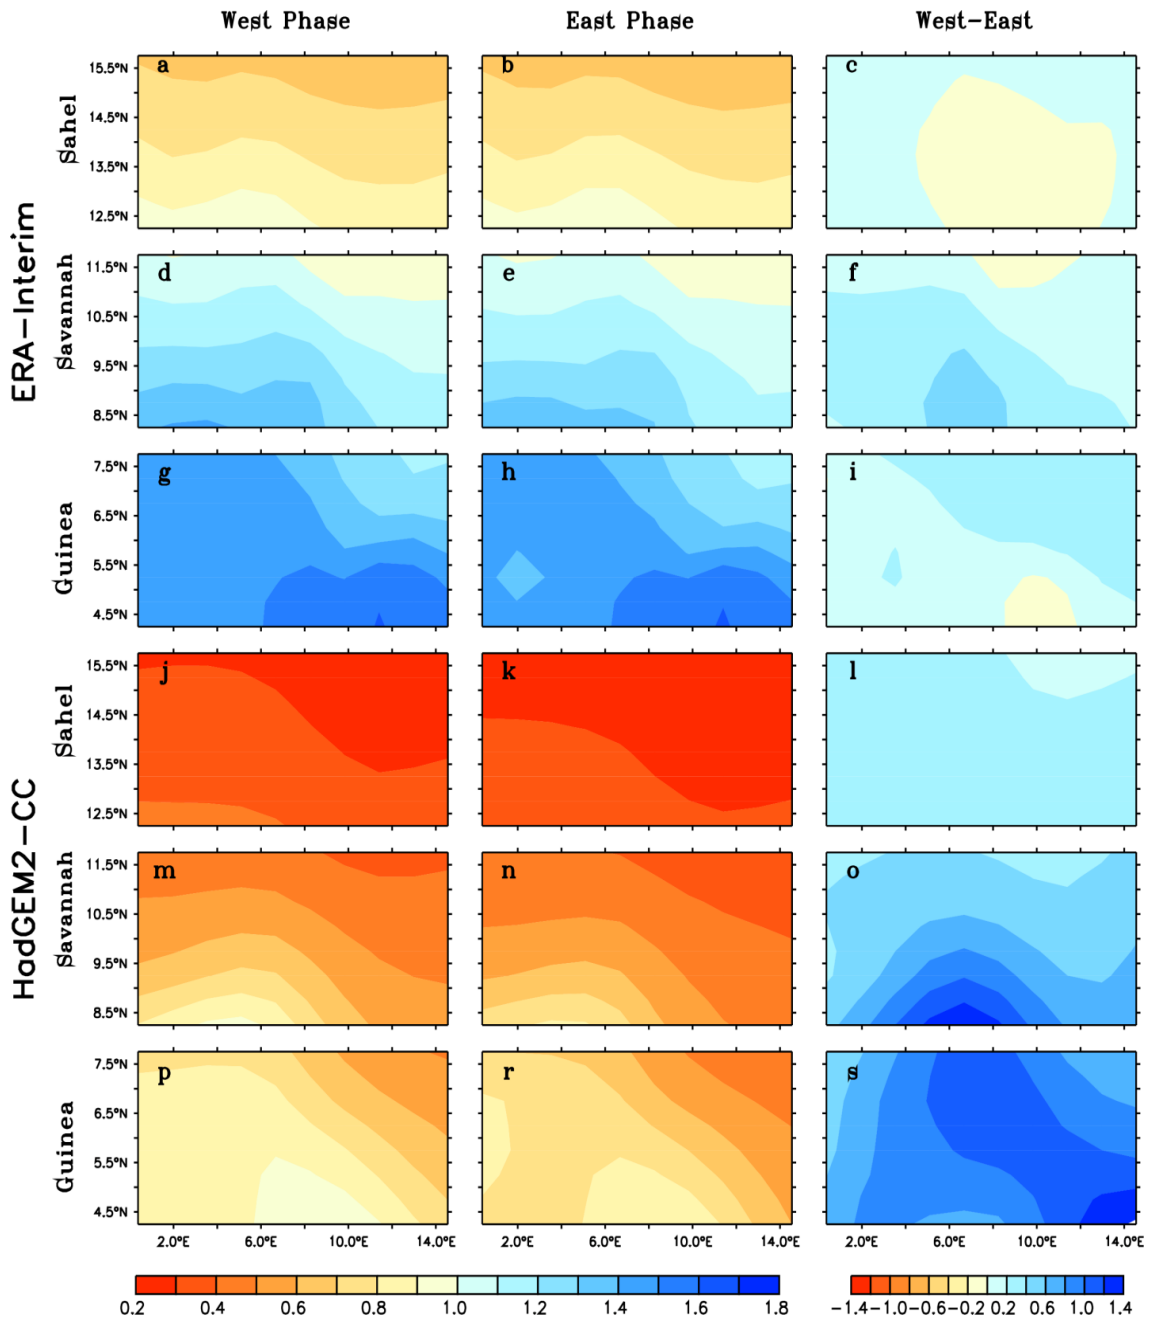 West Phase East Phase West-East
ERA-Interim
Sahel
15.5°N
14.5°N
13.5°N
12.5°N
a b c
Savannah
11.5°N
10.5°N
9.5°N
8.5°N
d e f
Guinea
7.5°N
6.5°N
5.5°N
4.5°N
g h i
HadGEM2-CC
Sahel
15.5°N
14.5°N
13.5°N
12.5°N
j k l
Savannah
11.5°N
10.5°N
9.5°N
8.5°N
m n o
Guinea
7.5°N
6.5°N
5.5°N
4.5°N
p r s
2.0°E 6.0°E 10.0°E 14.0°E 2.0°E 6.0°E 10.0°E 14.0°E 2.0°E 6.0°E 10.0°E 14.0°E
0.2 0.4 0.6 0.8 1.0 1.2 1.4 1.6 1.8 -1.4 -1.0 -0.6 -0.2 0.2 0.6 1.0 1.4